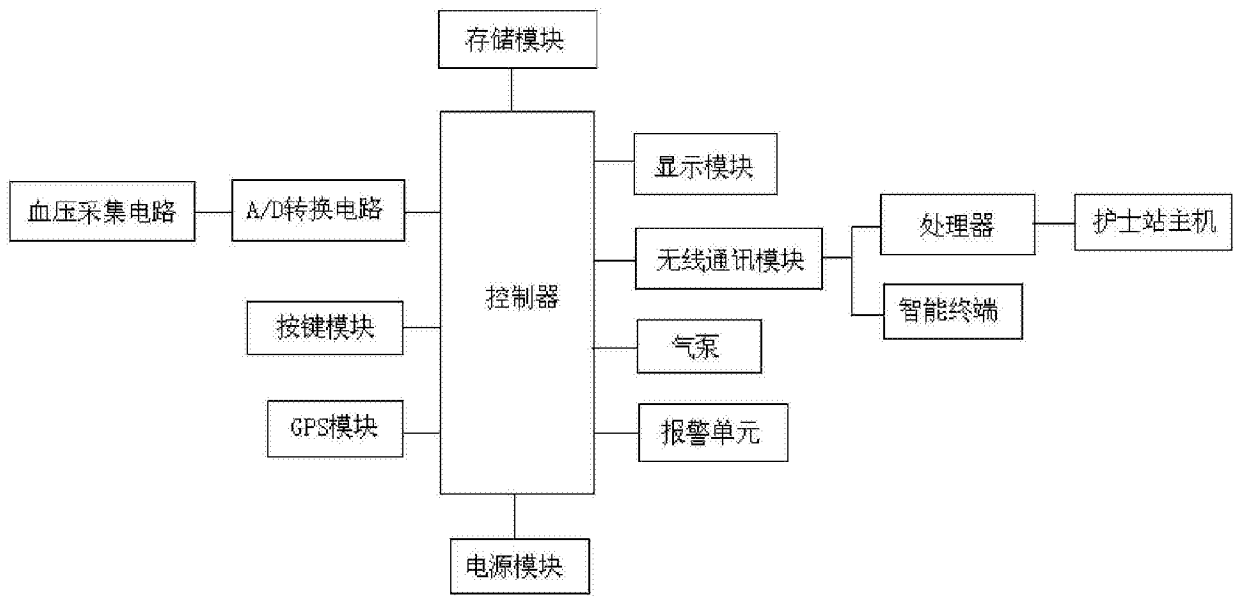 存储模块
显示模块
血压采集电路
A/D转换电路
处理器
护士站主机
无线通讯模块
控制器
智能终端
按键模块
气泵
GPS模块
报警单元
电源模块